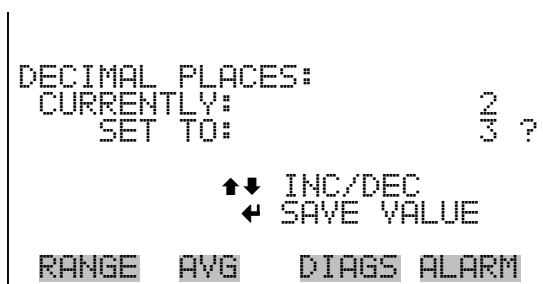 DECIMAL PLACES:
CURRENTLY: 2
SET TO: 3 ?
⬆⬇ INC/DEC
↵ SAVE VALUE
RANGE AVG DIAGS ALARM